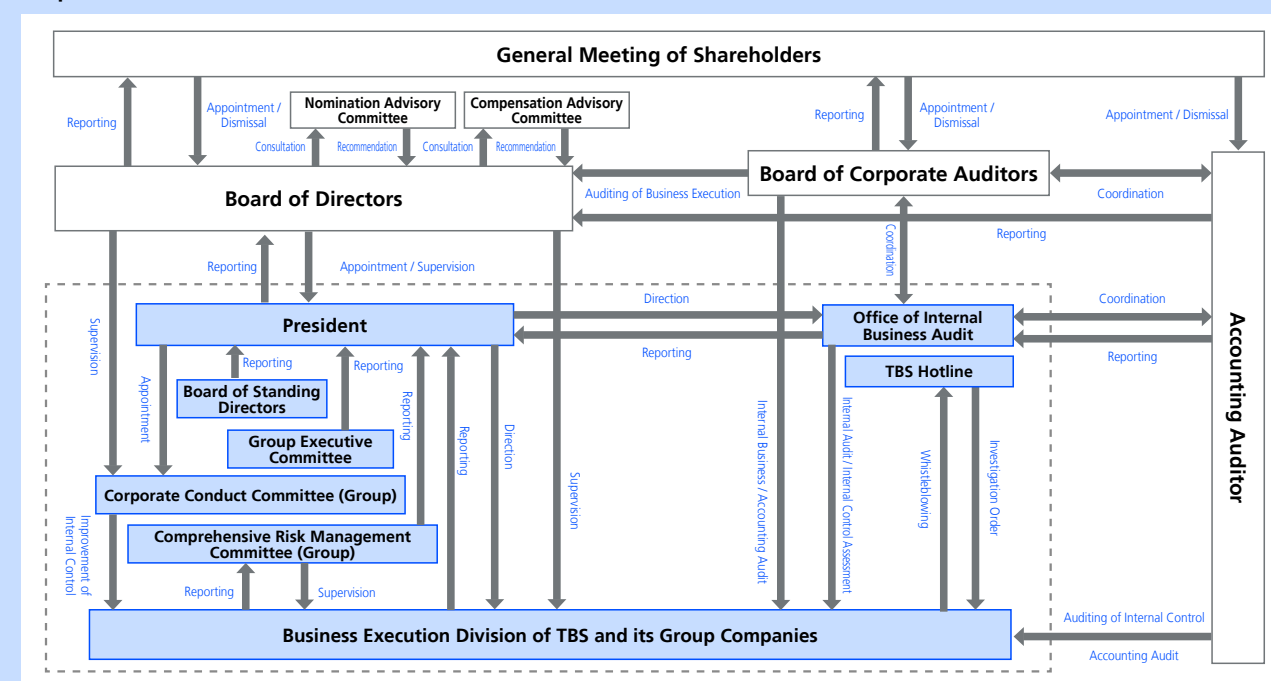 General Meeting of Shareholders
Reporting
Appointment /
Dismissal
Nomination Advisory
Committee
Compensation Advisory
Committee
Reporting
Appointment /
Dismissal
Appointment / Dismissal
Consultation
Recommendation
Consultation
Recommendation
Board of Directors
Board of Corporate Auditors
Auditing of Business Execution
Coordination
Reporting
Coordination
Reporting
Appointment / Supervision
Supervision
President
Direction
Reporting
Office of Internal
Business Audit
Coordination
Reporting
Accounting Auditor
Appointment
Reporting
Reporting
Reporting
Reporting
Direction
Supervision
Board of Standing
Directors
Group Executive
Committee
TBS Hotline
Internal Business / Accounting Audit
Internal Audit / Internal Control Assessment
Whistleblowing
Investigation Order
Corporate Conduct Committee (Group)
Improvement of
Internal Control
Comprehensive Risk Management
Committee (Group)
Reporting
Supervision
Business Execution Division of TBS and its Group Companies
Auditing of Internal Control
Accounting Audit